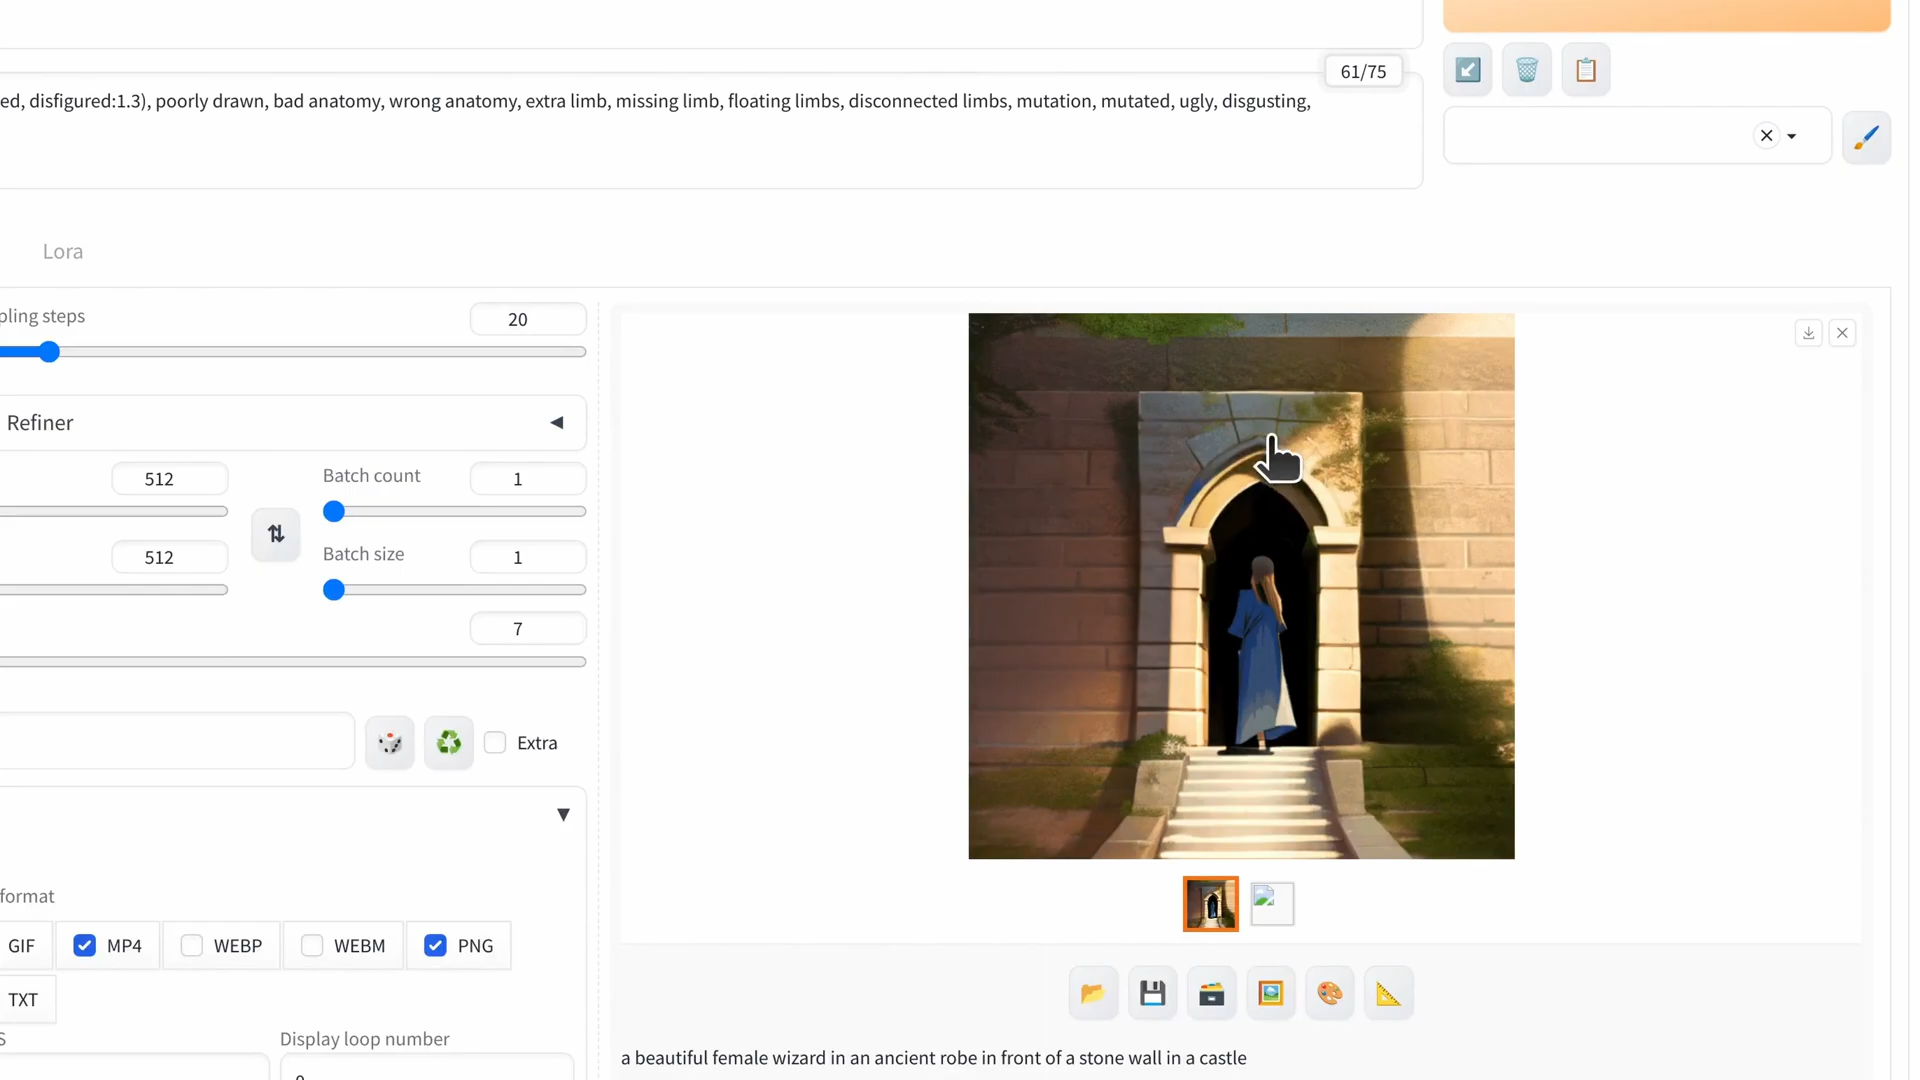 61/75
ed, disfigured:1.3), poorly drawn, bad anatomy, wrong anatomy, extra limb, missing limb, floating limbs, disconnected limbs, mutation, mutated, ugly, disgusting,
Lora
pling steps
20
Refiner
512
Batch count
1
512
Batch size
1
7
Extra
format
GIF
MP4
WEBP
WEBM
PNG
TXT
S
Display loop number
0
a beautiful female wizard in an ancient robe in front of a stone wall in a castle